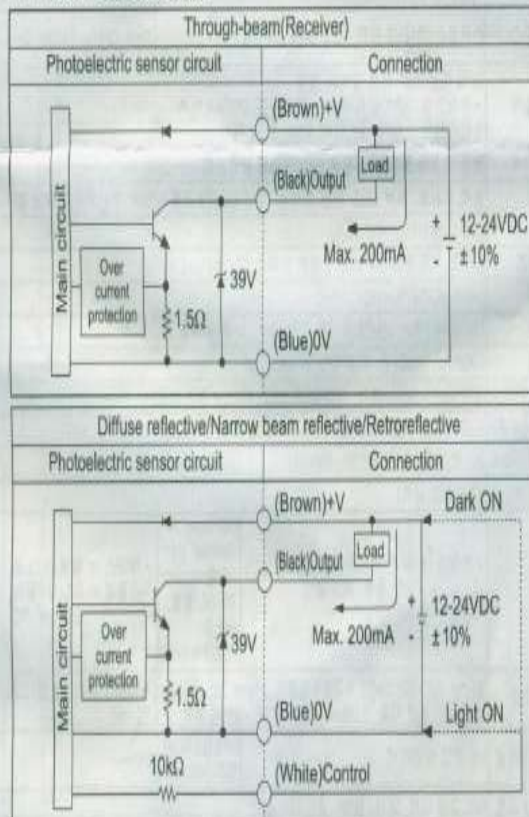 Through-beam(Receiver)
Photoelectric sensor circuit Connection
(Brown)+V
Load
(Black)Output
Main circuit
+ 12-24VDC
- ±10%
Max. 200mA
Over
current
protection
39V
1.5Ω
(Blue)0V
Diffuse reflective/Narrow beam reflective/Retroreflective
Photoelectric sensor circuit Connection
(Brown)+V
Dark ON
Load
(Black)Output
Main circuit
+ 12-24VDC
- ±10%
Max. 200mA
Over
current
protection
39V
1.5Ω
(Blue)0V
Light ON
10kΩ
(White)Control